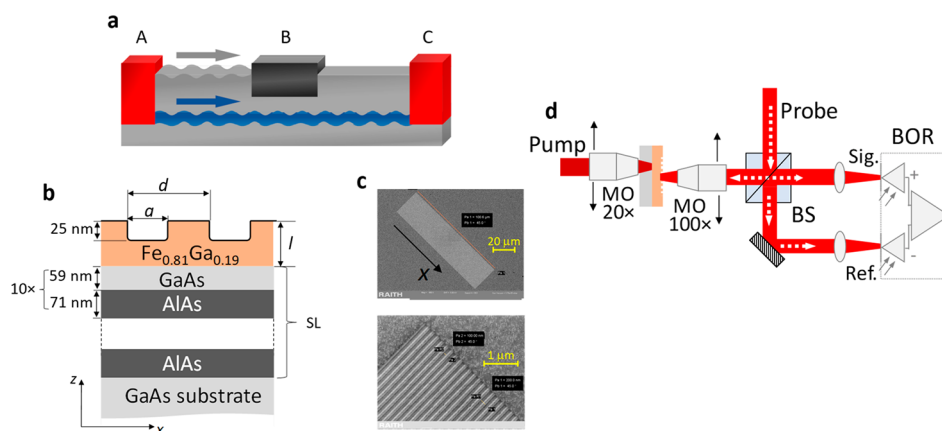 a
A
B
C
b
d
a
25 nm
l
Fe0.81Ga0.19
59 nm
GaAs
10×
71 nm
AlAs
SL
AlAs
z
GaAs substrate
x
c
20 μm
x
RAITH
1 μm
RAITH
d
Probe
BOR
Pump
Sig.
+
MO
20×
MO
100×
BS
Ref.
-